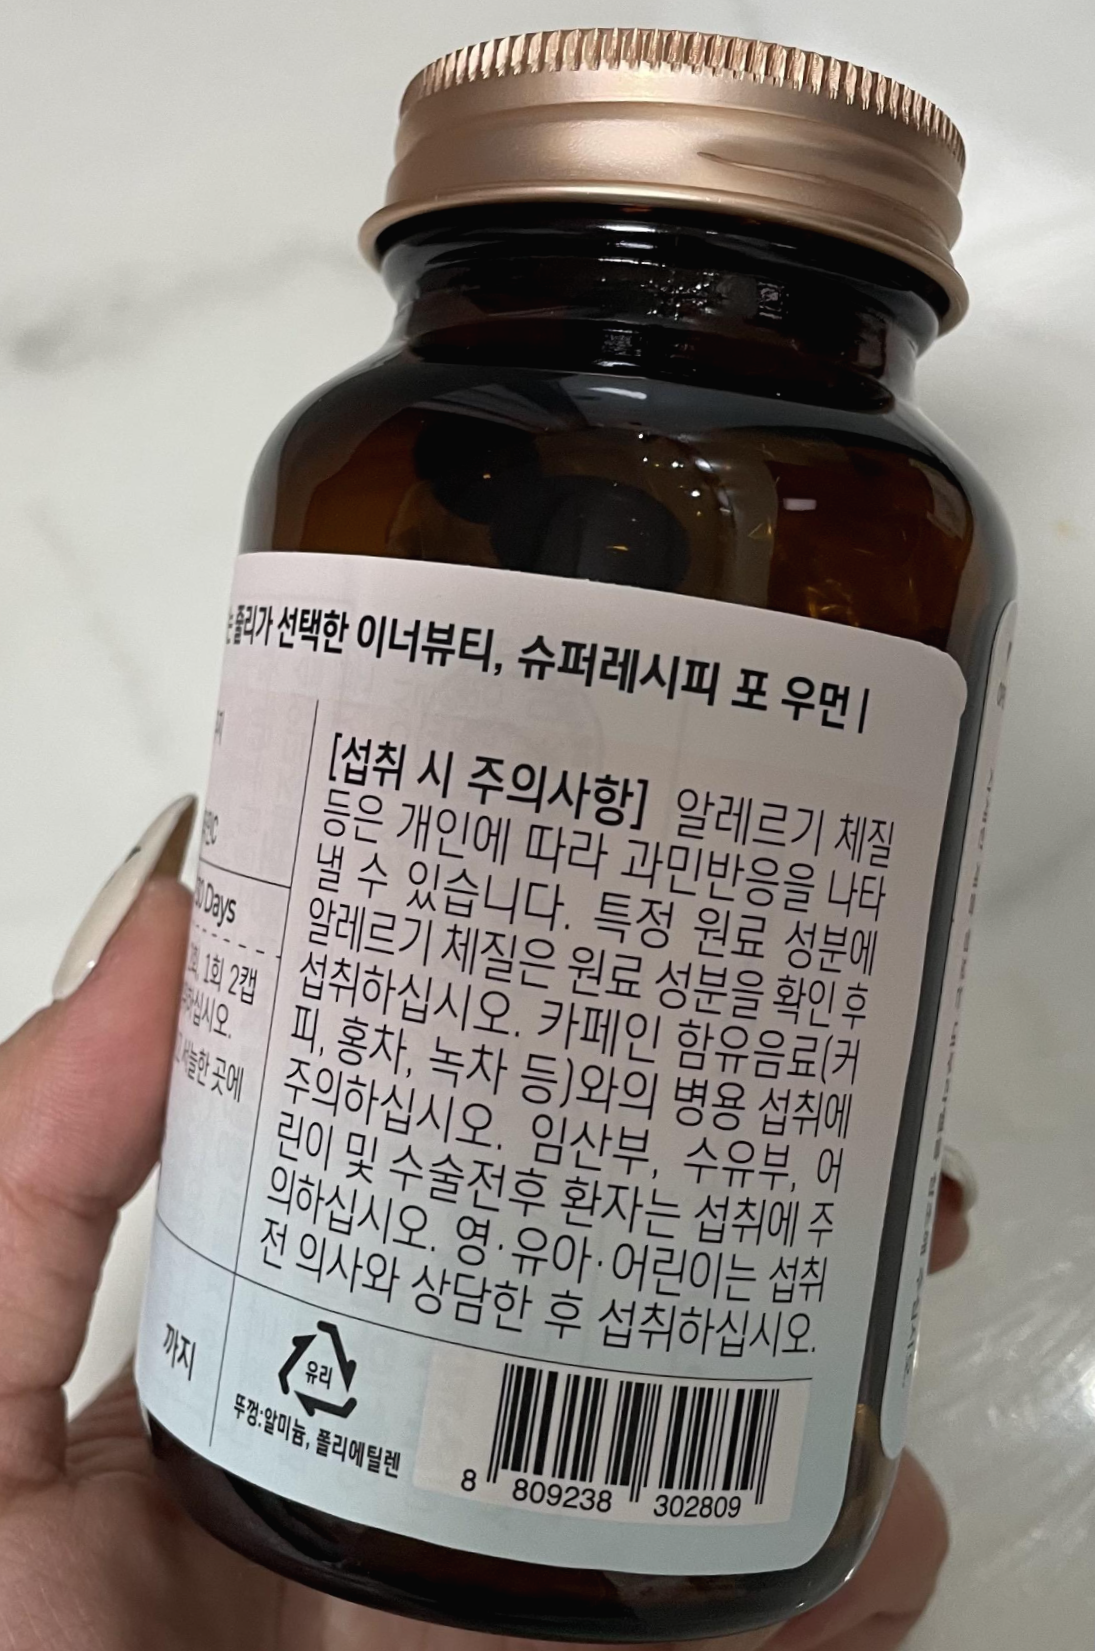 줄리가 선택한 이너뷰티, 슈퍼레시피 포 우먼 |
[섭취 시 주의사항] 알레르기 체질
등은 개인에 따라 과민반응을 나타
낼 수 있습니다. 특정 원료 성분에
알레르기 체질은 원료 성분을 확인 후
섭취하십시오. 카페인 함유음료(커
피, 홍차, 녹차 등)와의 병용 섭취에
주의하십시오. 임산부, 수유부, 어
린이 및 수술전후 환자는 섭취에 주
의하십시오. 영·유아·어린이는 섭취
전 의사와 상담한 후 섭취하십시오.
Days
1회 2캡
하십시오.
서늘한 곳에
까지
유리
뚜껑:알미늄, 폴리에틸렌
8 809238 302809